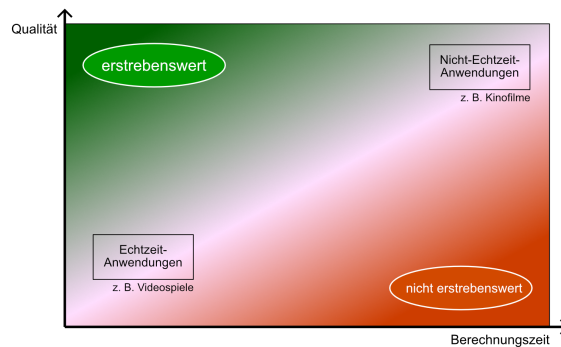 Qualität
erstrebenswert
Nicht-Echtzeit-
Anwendungen
z. B. Kinofilme
Echtzeit-
Anwendungen
z. B. Videospiele
nicht erstrebenswert
Berechnungszeit